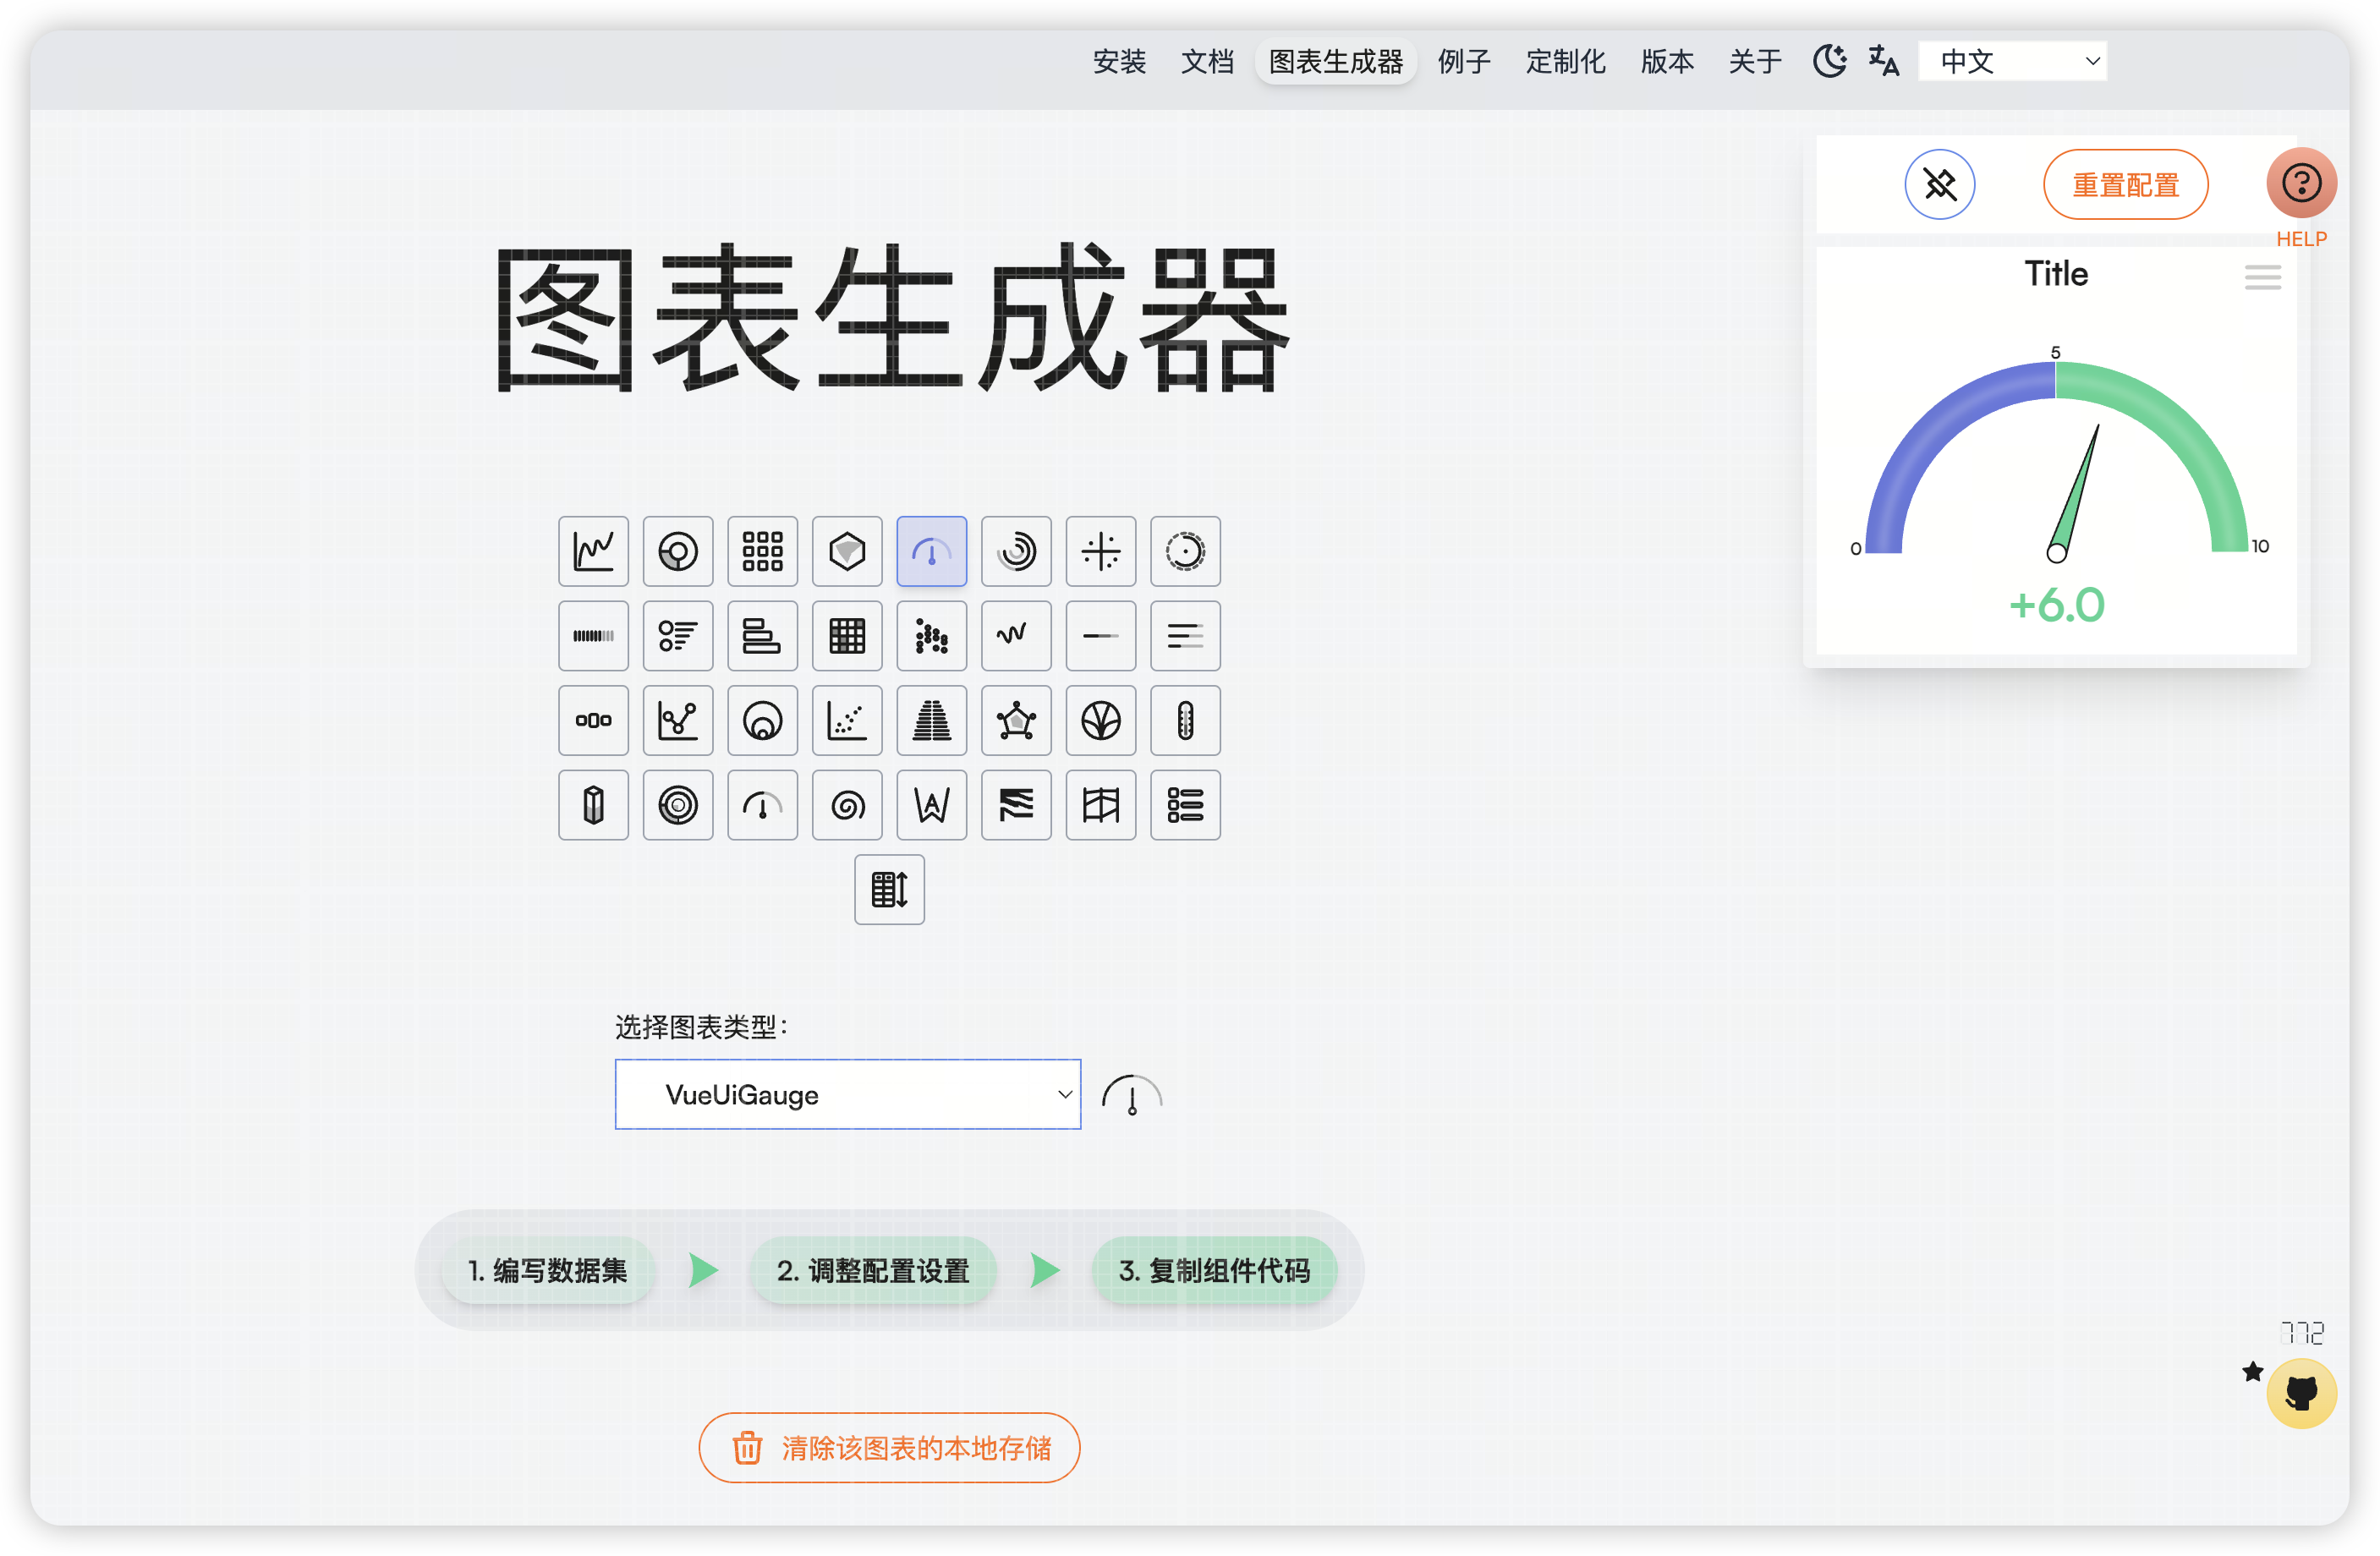 安装 文档 图表生成器 例子 定制化 版本 关于 中文
重置配置
HELP
图表生成器
Title
5
0
10
+6.0
选择图表类型：
VueUiGauge
1. 编写数据集 2. 调整配置设置 3. 复制组件代码
772
清除该图表的本地存储